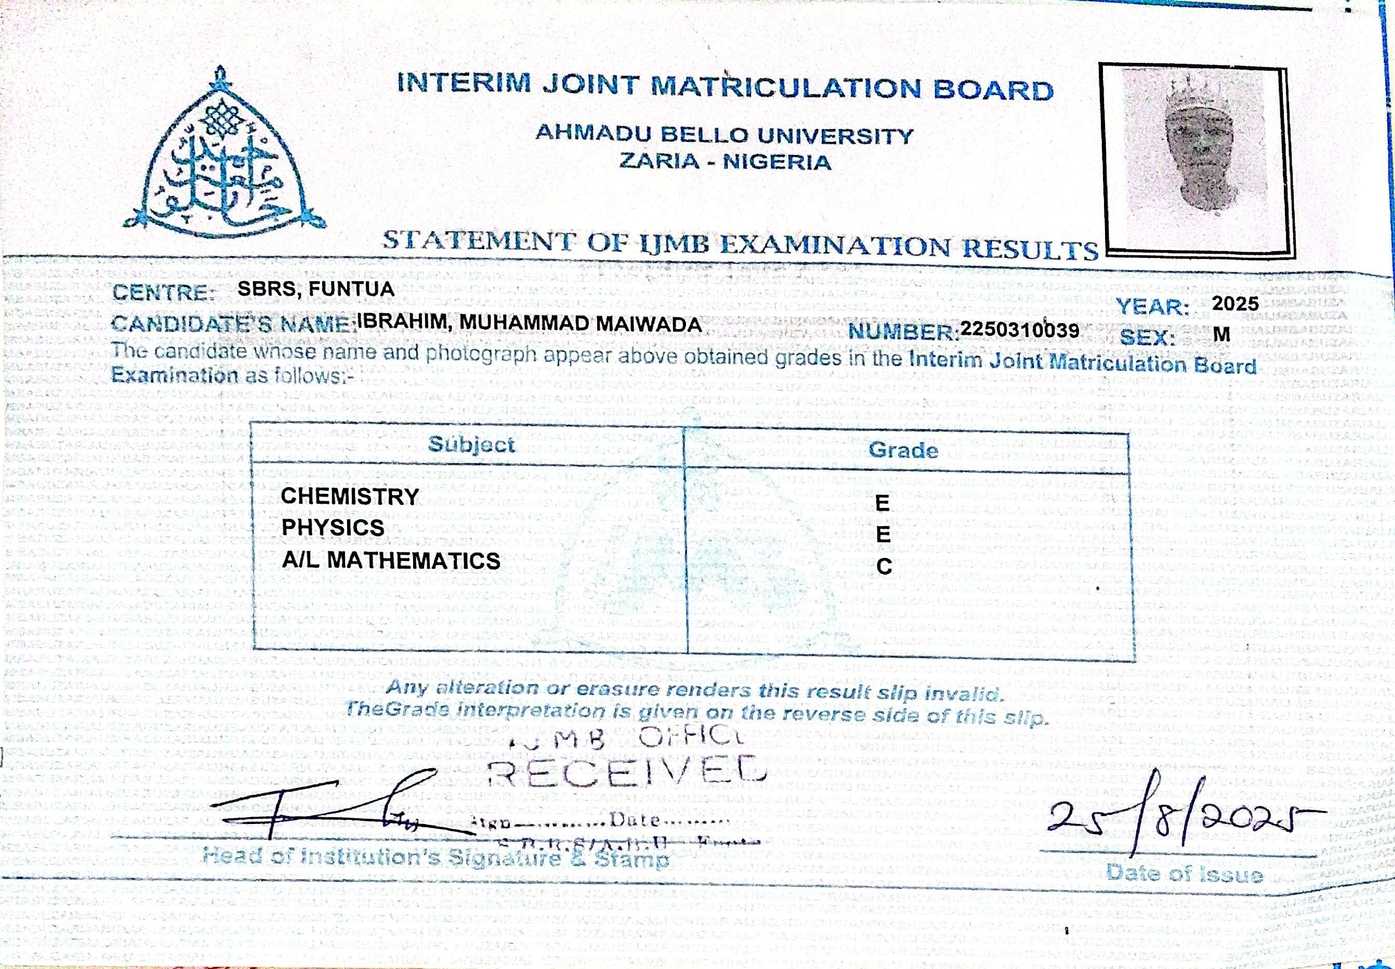 INTERIM JOINT MATRICULATION BOARD
AHMADU BELLO UNIVERSITY
ZARIA - NIGERIA
STATEMENT OF IJMB EXAMINATION RESULTS
CENTRE: SBRS, FUNTUA
YEAR: 2025
CANDIDATE'S NAME:IBRAHIM, MUHAMMAD MAIWADA
NUMBER:2250310039
SEX: M
The candidate whose name and photograph appear above obtained grades in the Interim Joint Matriculation Board
Examination as follows:-
Subject Grade
CHEMISTRY E
PHYSICS E
A/L MATHEMATICS C
Any alteration or erasure renders this result slip invalid.
TheGrade interpretation is given on the reverse side of this slip.
OFFICE
RECEIVED
Sign............Date.........
25/8/2025
Head of Institution's Signature & Stamp
Date of Issue